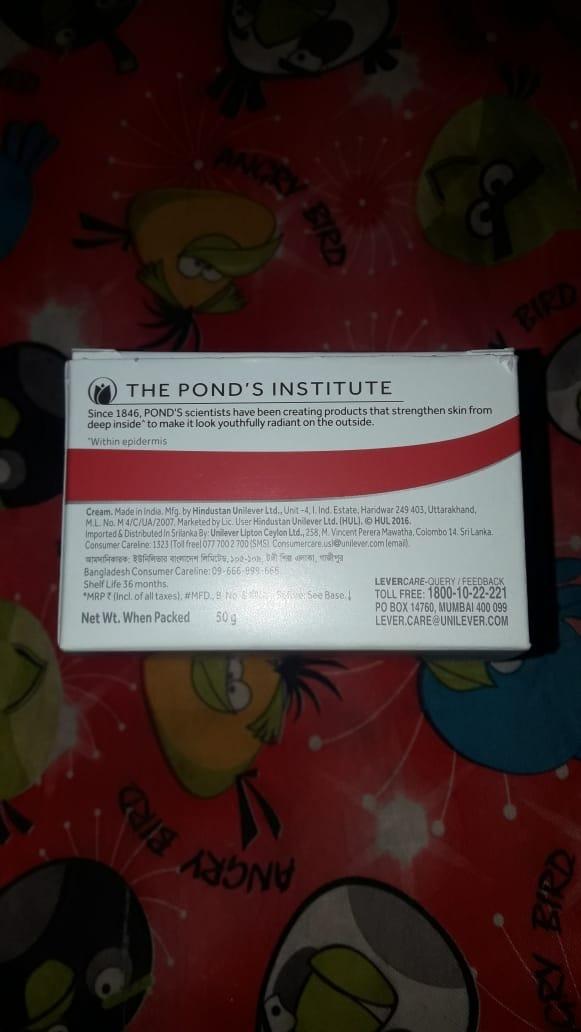 ANGRY BIRD
BIRD
THE POND'S INSTITUTE
Since 1846, POND'S scientists have been creating products that strengthen skin from
deep inside^ to make it look youthfully radiant on the outside.
^Within epidermis
Cream. Made in India. Mfg. by Hindustan Unilever Ltd., Unit -4, I. Ind. Estate, Haridwar 249 403, Uttarakhand,
M.L. No. M 4/C/UA/2007. Marketed by Lic. User Hindustan Unilever Ltd. (HUL). © HUL 2016.
Imported & Distributed In Srilanka By: Unilever Lipton Ceylon Ltd., 258, M. Vincent Perera Mawatha, Colombo 14. Sri Lanka.
Consumer Careline: 1323 (Toll free) 077 700 2 700 (SMS). Consumercare.usl@unilever.com (email).
আমদানিকারক: ইউনিলিভার বাংলাদেশ লিমিটেড, টঙ্গী শিল্প এলাকা, গাজীপুর
Bangladesh Consumer Careline: 09-666-999-666.
Shelf Life 36 months.
*MRP ₹ (Incl. of all taxes), #MFD., B. No. See Base.↓
Net Wt. When Packed 50 g
LEVERCARE-QUERY / FEEDBACK
TOLL FREE: 1800-10-22-221
PO BOX 14760, MUMBAI 400 099
LEVER.CARE@UNILEVER.COM
ANGRY BIRD
BIRD